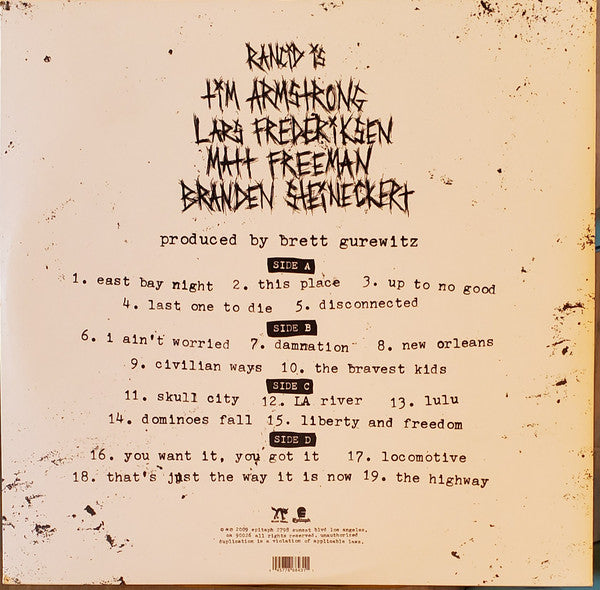 RANCID is
tim ARMSTRONG
LARS FREDERiKSEN
MAtt FREEMAN
BRANDEN StEiNECKERt
produced by brett gurewitz
SIDE A
1. east bay night 2. this place 3. up to no good
4. last one to die 5. disconnected
SIDE B
6. i ain't worried 7. damnation 8. new orleans
9. civilian ways 10. the bravest kids
SIDE C
11. skull city 12. LA river 13. lulu
14. dominoes fall 15. liberty and freedom
SIDE D
16. you want it, you got it 17. locomotive
18. that's just the way it is now 19. the highway
Epitaph
2009 epitaph 2798 sunset blvd los angeles,
ca 90026 all rights reserved. unauthorized
duplication is a violation of applicable laws.